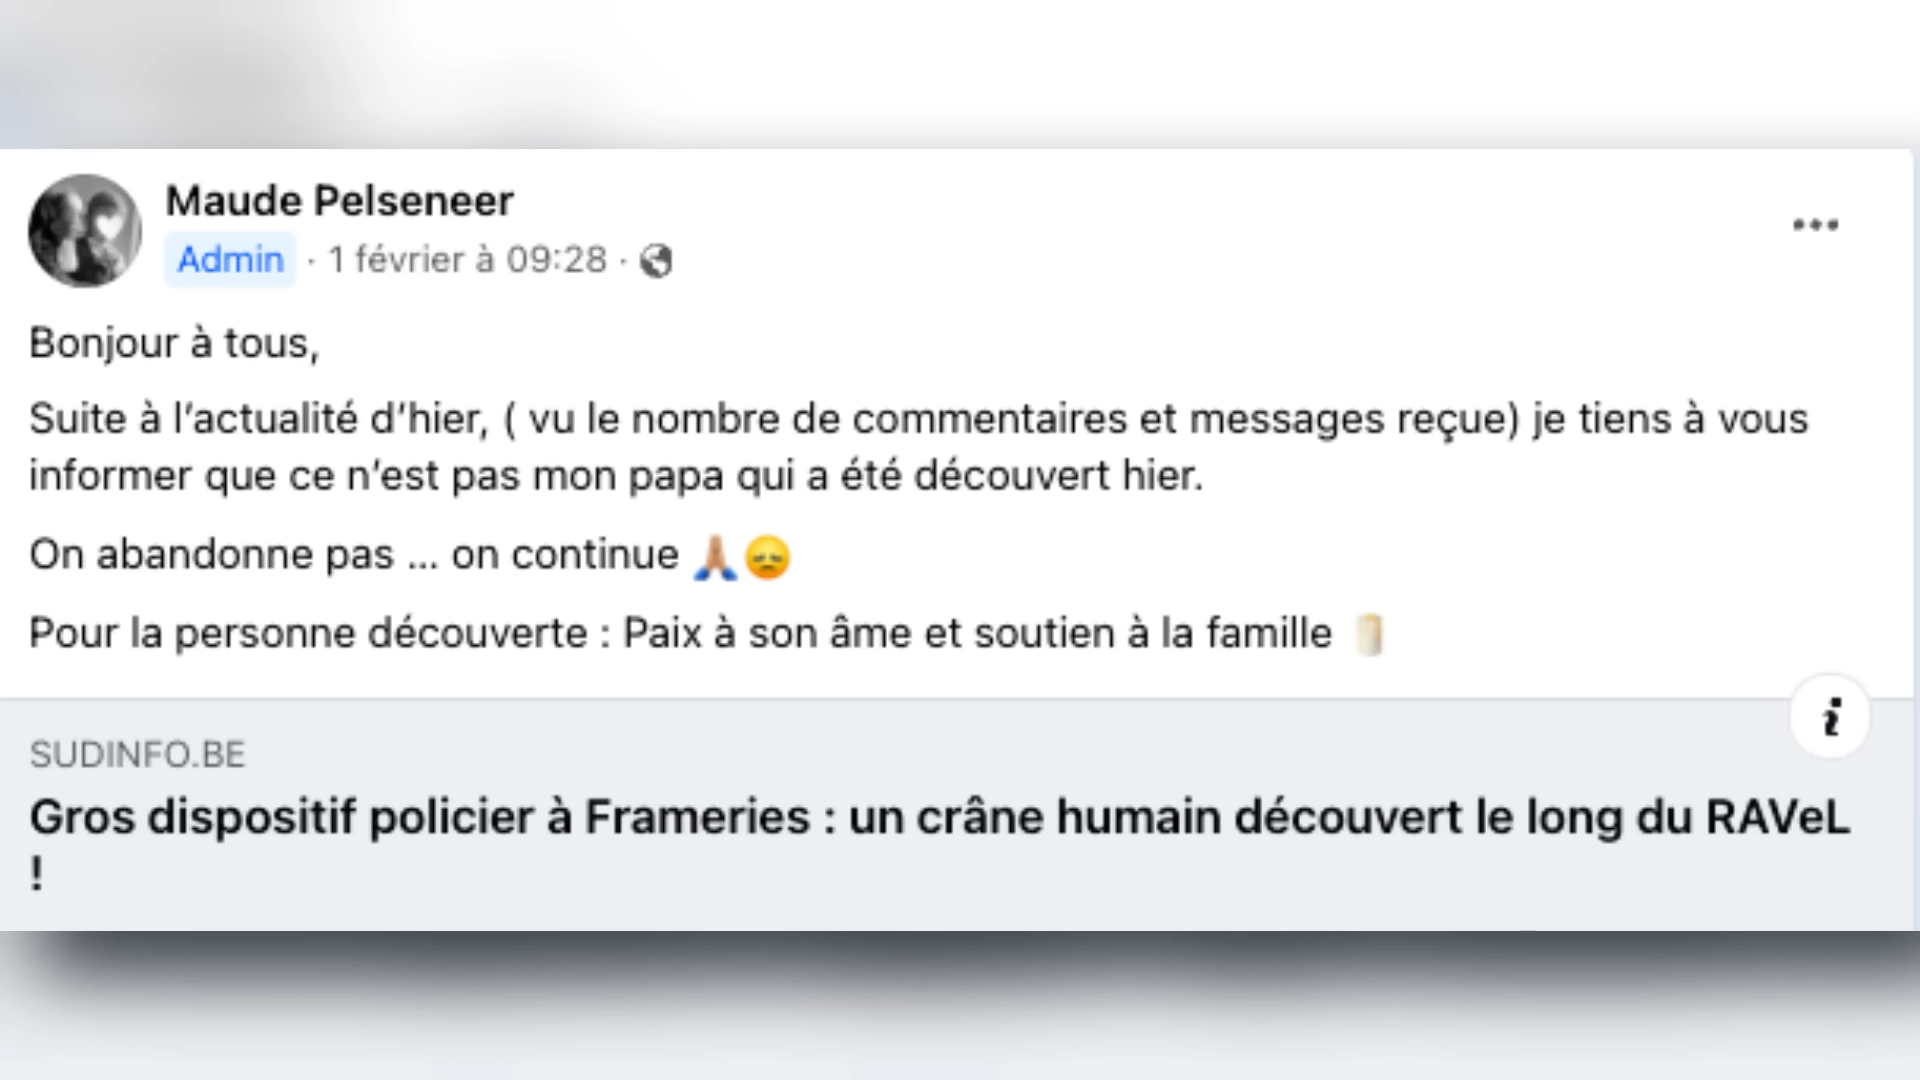 Maude Pelseneer
Admin · 1 février à 09:28 ·
Bonjour à tous,
Suite à l’actualité d’hier, ( vu le nombre de commentaires et messages reçue) je tiens à vous
informer que ce n’est pas mon papa qui a été découvert hier.
On abandonne pas ... on continue 🙏🏽😞
Pour la personne découverte : Paix à son âme et soutien à la famille 🕯️
i
SUDINFO.BE
Gros dispositif policier à Frameries : un crâne humain découvert le long du RAVeL
!